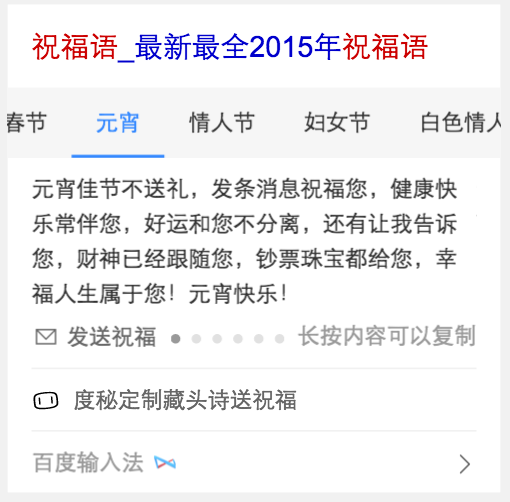 祝福语_最新最全2015年祝福语
春节 元宵 情人节 妇女节 白色情人
元宵佳节不送礼，发条消息祝福您，健康快
乐常伴您，好运和您不分离，还有让我告诉
您，财神已经跟随您，钞票珠宝都给您，幸
福人生属于您！元宵快乐！
发送祝福 长按内容可以复制
度秘定制藏头诗送祝福
百度输入法